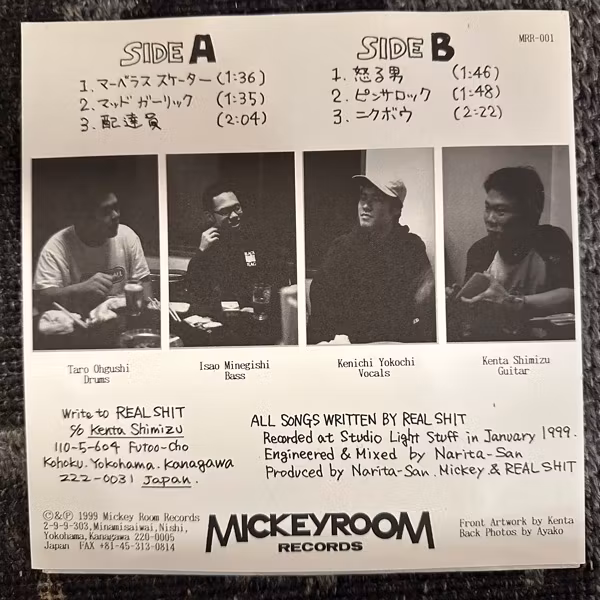 SIDE A
1. マーベラス スケーター (1:36)
2. マッド ガーリック (1:35)
3. 配達員 (2:04)
SIDE B
1. 怒る男 (1:46)
2. ピンサロック (1:48)
3. ニクボウ (2:22)
MRR-001
Taro Ohgushi
Drums
Isao Minegishi
Bass
Kenichi Yokochi
Vocals
Kenta Shimizu
Guitar
Write to REAL SHIT
c/o Kenta Shimizu
110-5-604 Futoo-Cho
Kohoku. Yokohama. Kanagawa
222-0031 Japan.
ALL SONGS WRITTEN BY REAL SHIT
Recorded at Studio Light Stuff in January 1999.
Engineered & Mixed by Narita-San
Produced by Narita-San. Mickey & REAL SHIT
©&℗ 1999 Mickey Room Records
2-9-9-303,Minamisaiwai,Nishi,
Yokohama,Kanagawa 220-0005
Japan FAX +81-45-313-0814
MICKEYROOM
RECORDS
Front Artwork by Kenta
Back Photos by Ayako